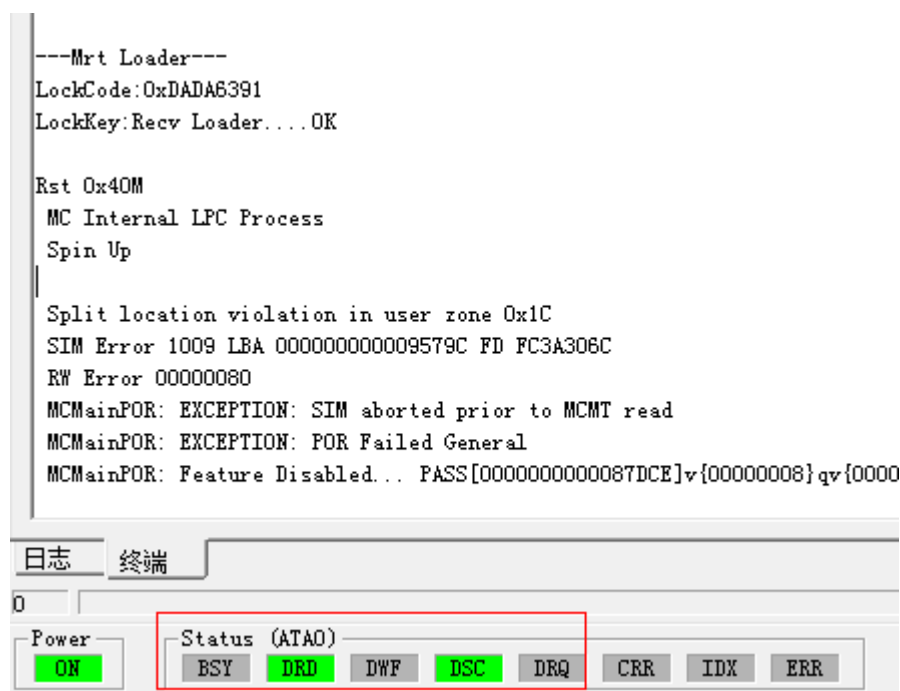 ---Mrt Loader---
LockCode:0xDADA6391
LockKey:Recv Loader....OK
Rst 0x40M
MC Internal LPC Process
Spin Up
Split location violation in user zone 0x1C
SIM Error 1009 LBA 000000000009579C FD FC3A306C
RW Error 00000080
MCMainPOR: EXCEPTION: SIM aborted prior to MCMT read
MCMainPOR: EXCEPTION: POR Failed General
MCMainPOR: Feature Disabled... PASS[0000000000087DCE]v{00000008}qv{0000
日志 终端
0
Power Status (ATA0)
ON BSY DRD DWF DSC DRQ CRR IDX ERR